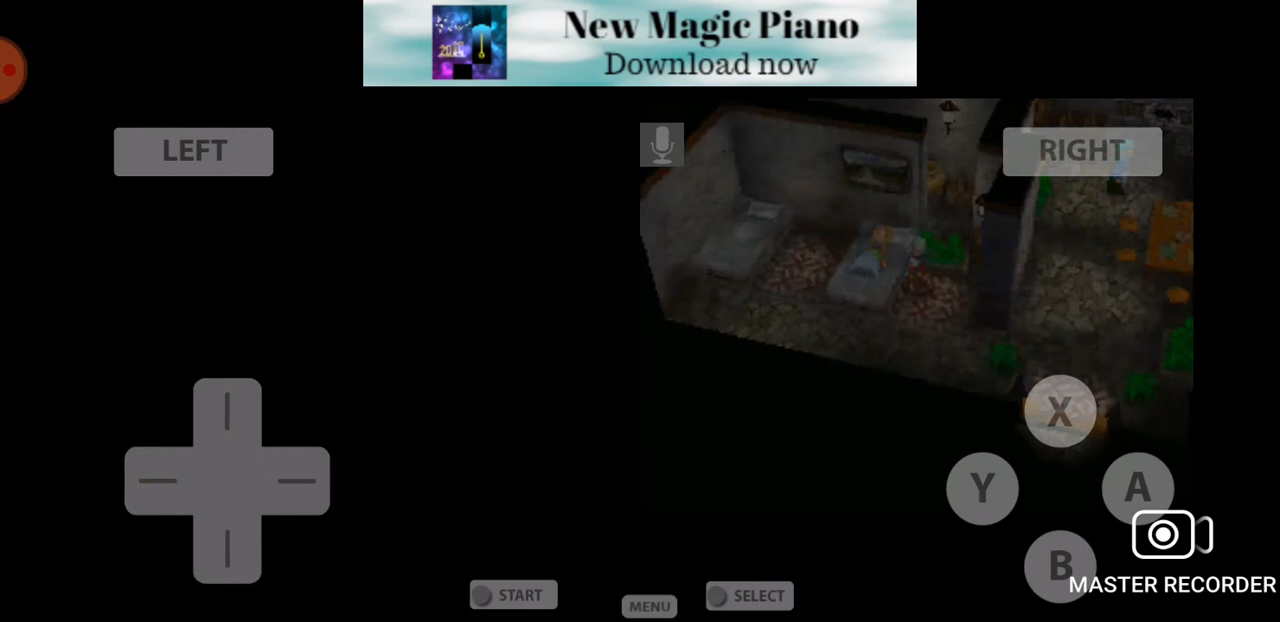 New Magic Piano
Download now
LEFT
RIGHT
X
Y
A
B
START
SELECT
MENU
MASTER RECORDER